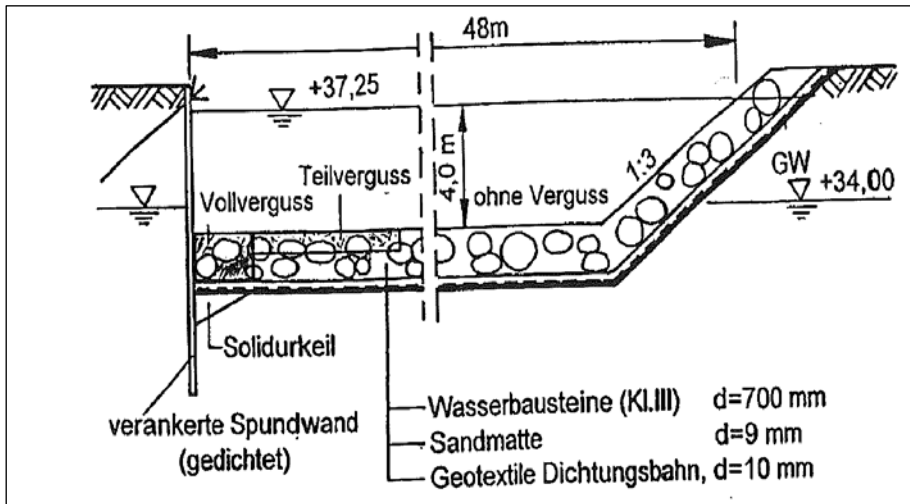 48m
+37,25
4,0 m
1:3
GW
+34,00
Teilverguss
ohne Verguss
Vollverguss
Solidurkeil
verankerte Spundwand
(gedichtet)
Wasserbausteine (Kl.III) d=700 mm
Sandmatte d=9 mm
Geotextile Dichtungsbahn, d=10 mm